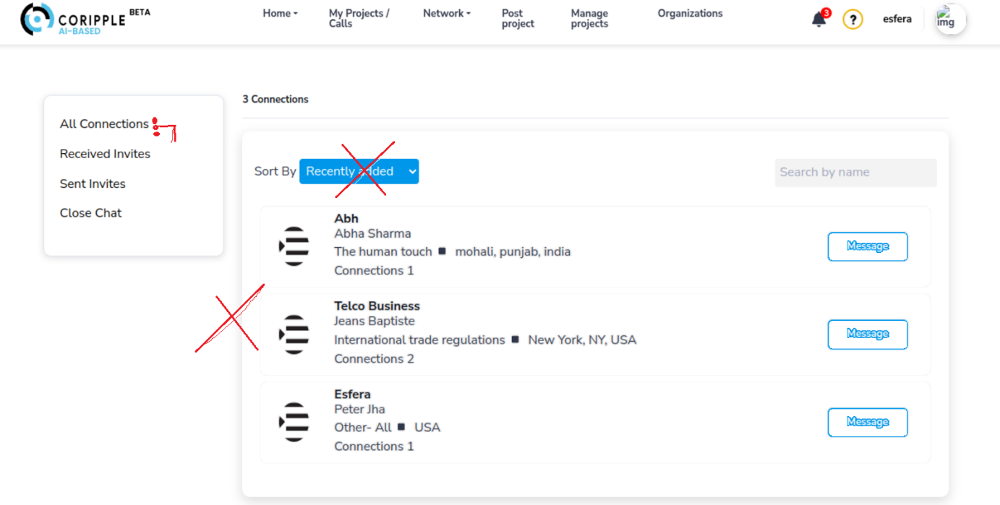 CORIPPLE BETA
AI-BASED
Home
My Projects /
Calls
Network
Post
project
Manage
projects
Organizations
3
?
esfera
img
All Connections
Received Invites
Sent Invites
Close Chat
3 Connections
Sort By Recently added
Search by name
Abh
Abha Sharma
The human touch ■ mohali, punjab, india
Connections 1
Message
Telco Business
Jeans Baptiste
International trade regulations ■ New York, NY, USA
Connections 2
Message
Esfera
Peter Jha
Other- All ■ USA
Connections 1
Message